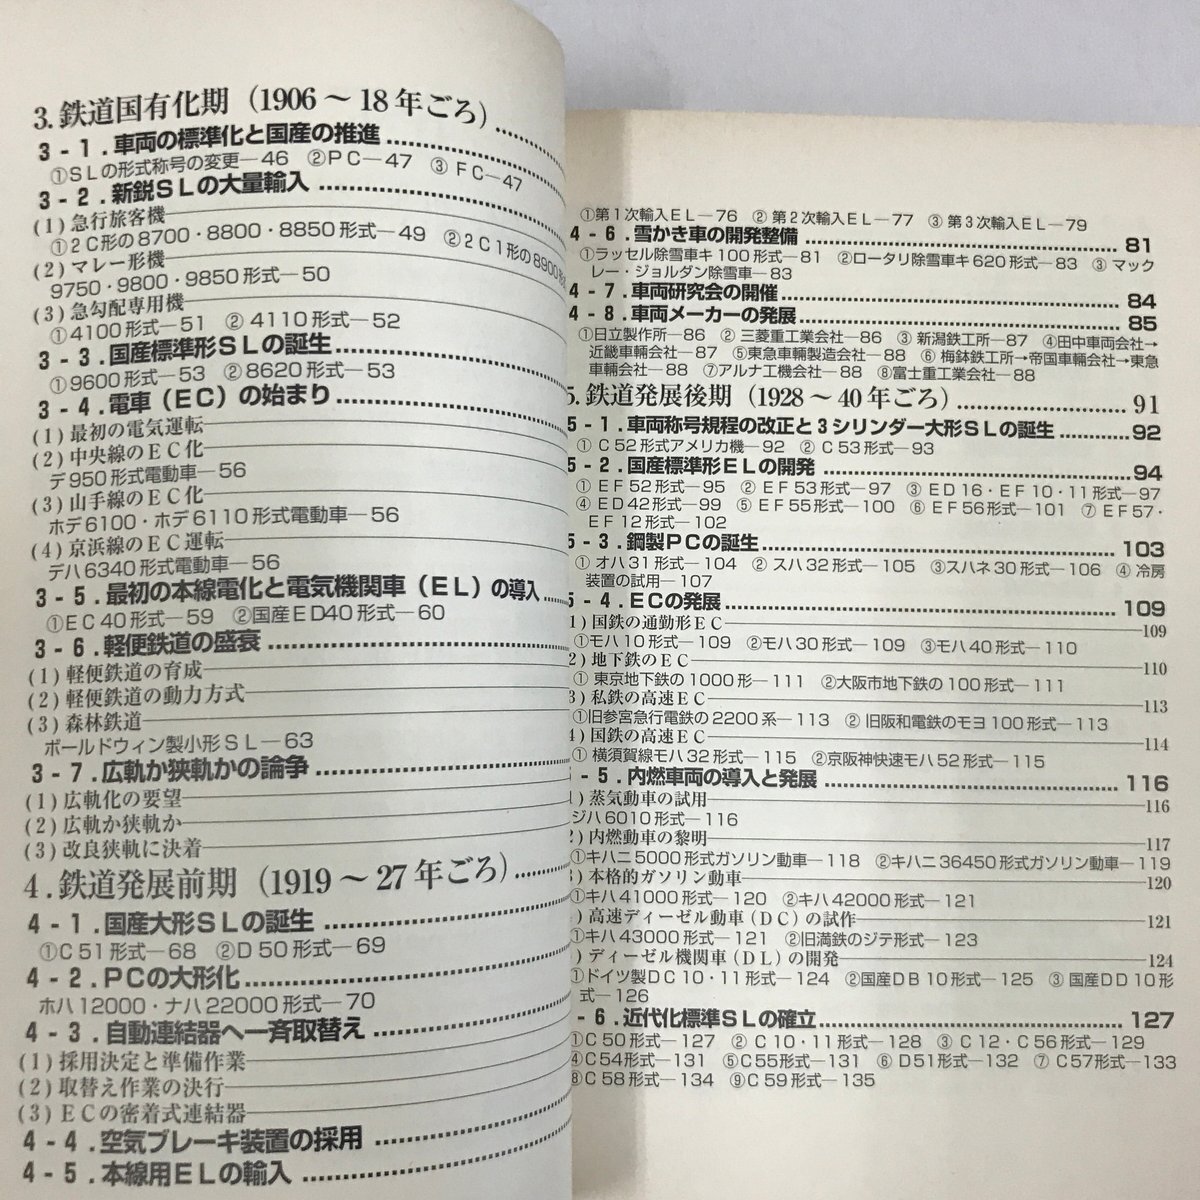 3.鉄道国有化期（1906～18年ごろ）
3-1.車両の標準化と国産の推進
①SLの形式称号の変更—46 ②PC—47 ③FC—47
3-2.新鋭SLの大量輸入
(1)急行旅客機
①2C形の8700・8800・8850形式—49 ②2C1形の8900
(2)マレー形機
9750・9800・9850形式—50
(3)急勾配専用機
①4100形式—51 ②4110形式—52
3-3.国産標準形SLの誕生
①9600形式—53 ②8620形式—53
3-4.電車（EC）の始まり
(1)最初の電気運転
(2)中央線のEC化
デ950形式電動車—56
(3)山手線のEC化
ホデ6100・ホデ6110形式電動車—56
(4)京浜線のEC運転
デハ6340形式電動車—56
3-5.最初の本線電化と電気機関車（EL）の導入
①EC40形式—59 ②国産ED40形式—60
3-6.軽便鉄道の盛衰
(1)軽便鉄道の育成
(2)軽便鉄道の動力方式
(3)森林鉄道
ボールドウィン製小形SL—63
3-7.広軌か狭軌かの論争
(1)広軌化の要望
(2)広軌か狭軌か
(3)改良狭軌に決着
4.鉄道発展前期（1919～27年ごろ）
4-1.国産大形SLの誕生
①C51形式—68 ②D50形式—69
4-2.PCの大形化
ホハ12000・ナハ22000形式—70
4-3.自動連結器へ一斉取替え
(1)採用決定と準備作業
(2)取替え作業の決行
(3)ECの密着式連結器
4-4.空気ブレーキ装置の採用
4-5.本線用ELの輸入
①第1次輸入EL—76 ②第2次輸入EL—77 ③第3次輸入EL—79
4-6.雪かき車の開発整備 81
①ラッセル除雪車キ100形式—81 ②ロータリ除雪車キ620形式—83 ③マック
レー・ジョルダン除雪車—83
4-7.車両研究会の開催 84
4-8.車両メーカーの発展 85
①日立製作所—86 ②三菱重工業会社—86 ③新潟鉄工所—87 ④田中車両会社→
近畿車輛会社—87 ⑤東急車輛製造会社—88 ⑥梅鉢鉄工所→帝国車輛会社→東急
車輛会社—88 ⑦アルナ工機会社—88 ⑧富士重工業会社—88
5.鉄道発展後期（1928～40年ごろ） 91
5-1.車両称号規程の改正と3シリンダー大形SLの誕生 92
①C52形式アメリカ機—92 ②C53形式—93
5-2.国産標準形ELの開発 94
①EF52形式—95 ②EF53形式—97 ③ED16・EF10・11形式—97
④ED42形式—99 ⑤EF55形式—100 ⑥EF56形式—101 ⑦EF57・
EF12形式—102
5-3.鋼製PCの誕生 103
①オハ31形式—104 ②スハ32形式—105 ③スハネ30形式—106 ④冷房
装置の試用—107
5-4.ECの発展 109
1)国鉄の通勤形EC 109
①モハ10形式—109 ②モハ30形式—109 ③モハ40形式—110
2)地下鉄のEC 110
①東京地下鉄の1000形—111 ②大阪市地下鉄の100形式—111
3)私鉄の高速EC 113
①旧参宮急行電鉄の2200系—113 ②旧阪和電鉄のモヨ100形式—113
4)国鉄の高速EC 114
①横須賀線モハ32形式—115 ②京阪神快速モハ52形式—115
-5.内燃車両の導入と発展 116
1)蒸気動車の試用 116
ジハ6010形式—116
2)内燃動車の黎明 117
①キハニ5000形式ガソリン動車—118 ②キハニ36450形式ガソリン動車—119
3)本格的ガソリン動車 120
①キハ41000形式—120 ②キハ42000形式—121
)高速ディーゼル動車（DC）の試作 121
①キハ43000形式—121 ②旧満鉄のジテ形式—123
)ディーゼル機関車（DL）の開発 124
①ドイツ製DC10・11形式—124 ②国産DB10形式—125 ③国産DD10形
式—126
-6.近代化標準SLの確立 127
①C50形式—127 ②C10・11形式—128 ③C12・C56形式—129
④C54形式—131 ⑤C55形式—131 ⑥D51形式—132 ⑦C57形式—133
⑧C58形式—134 ⑨C59形式—135